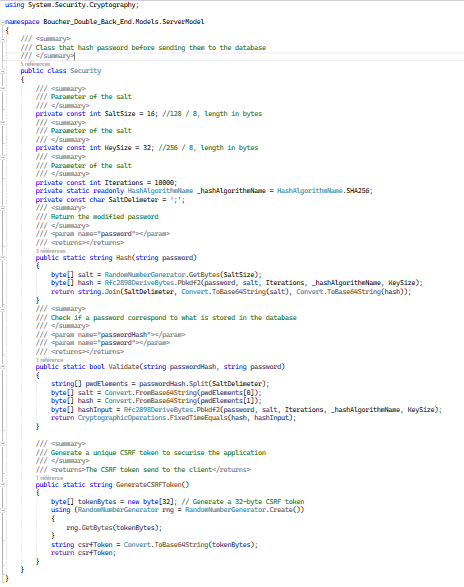 using System.Security.Cryptography;
namespace Boucher_Double_Back_End.Models.ServerModel
{
/// <summary>
/// Class that hash password before sending them to the database
/// </summary>
5 références
public class Security
{
/// <summary>
/// Parameter of the salt
/// </summary>
private const int SaltSize = 16; //128 / 8, length in bytes
/// <summary>
/// Parameter of the salt
/// </summary>
private const int KeySize = 32; //256 / 8, length in bytes
/// <summary>
/// Parameter of the salt
/// </summary>
private const int Iterations = 10000;
private static readonly HashAlgorithmName _hashAlgorithmName = HashAlgorithmName.SHA256;
private const char SaltDelimeter = ';';
/// <summary>
/// Return the modified password
/// </summary>
/// <param name="password"></param>
/// <returns></returns>
3 références
public static string Hash(string password)
{
byte[] salt = RandomNumberGenerator.GetBytes(SaltSize);
byte[] hash = Rfc2898DeriveBytes.Pbkdf2(password, salt, Iterations, _hashAlgorithmName, KeySize);
return string.Join(SaltDelimeter, Convert.ToBase64String(salt), Convert.ToBase64String(hash));
}
/// <summary>
/// Check if a password correspond to what is stored in the database
/// </summary>
/// <param name="passwordHash"></param>
/// <param name="password"></param>
/// <returns></returns>
1 référence
public static bool Validate(string passwordHash, string password)
{
string[] pwdElements = passwordHash.Split(SaltDelimeter);
byte[] salt = Convert.FromBase64String(pwdElements[0]);
byte[] hash = Convert.FromBase64String(pwdElements[1]);
byte[] hashInput = Rfc2898DeriveBytes.Pbkdf2(password, salt, Iterations, _hashAlgorithmName, KeySize);
return CryptographicOperations.FixedTimeEquals(hash, hashInput);
}
/// <summary>
/// Generate a unique CSRF token to securise the application
/// </summary>
/// <returns>The CSRF token send to the client</returns>
1 référence
public static string GenerateCSRFToken()
{
byte[] tokenBytes = new byte[32]; // Generate a 32-byte CSRF token
using (RandomNumberGenerator rng = RandomNumberGenerator.Create())
{
rng.GetBytes(tokenBytes);
}
string csrfToken = Convert.ToBase64String(tokenBytes);
return csrfToken;
}
}
}